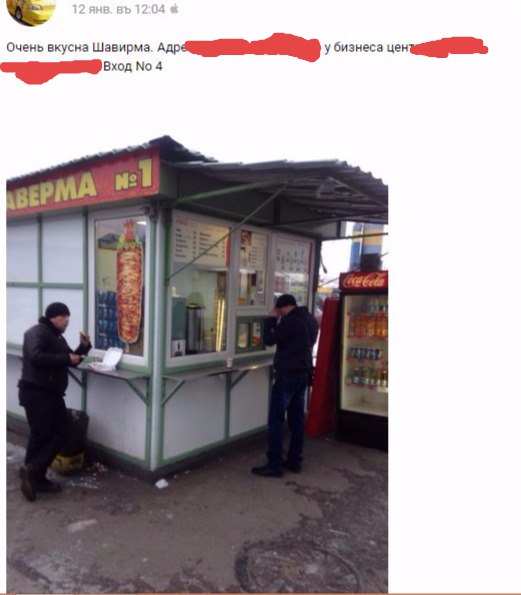 12 янв. въ 12:04
Очень вкусна Шавирма. Адре
у бизнеса цент
Вход No 4
АВЕРМА №1
Coca-Cola